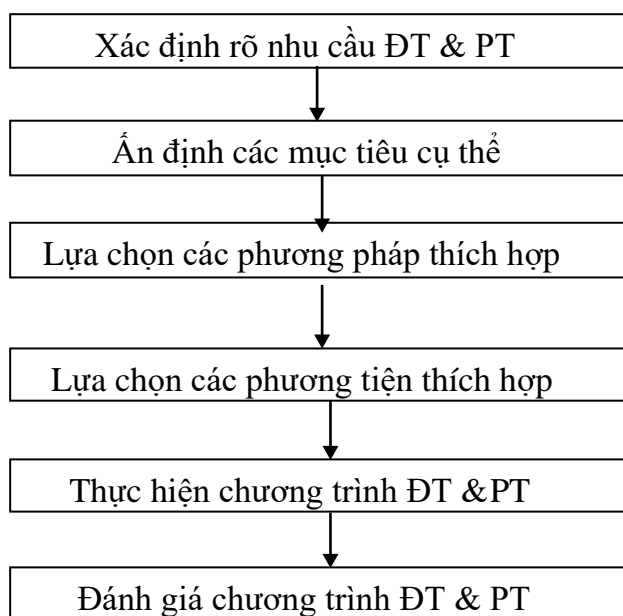 Xác định rõ nhu cầu ĐT & PT
Ấn định các mục tiêu cụ thể
Lựa chọn các phương pháp thích hợp
Lựa chọn các phương tiện thích hợp
Thực hiện chương trình ĐT &PT
Đánh giá chương trình ĐT & PT